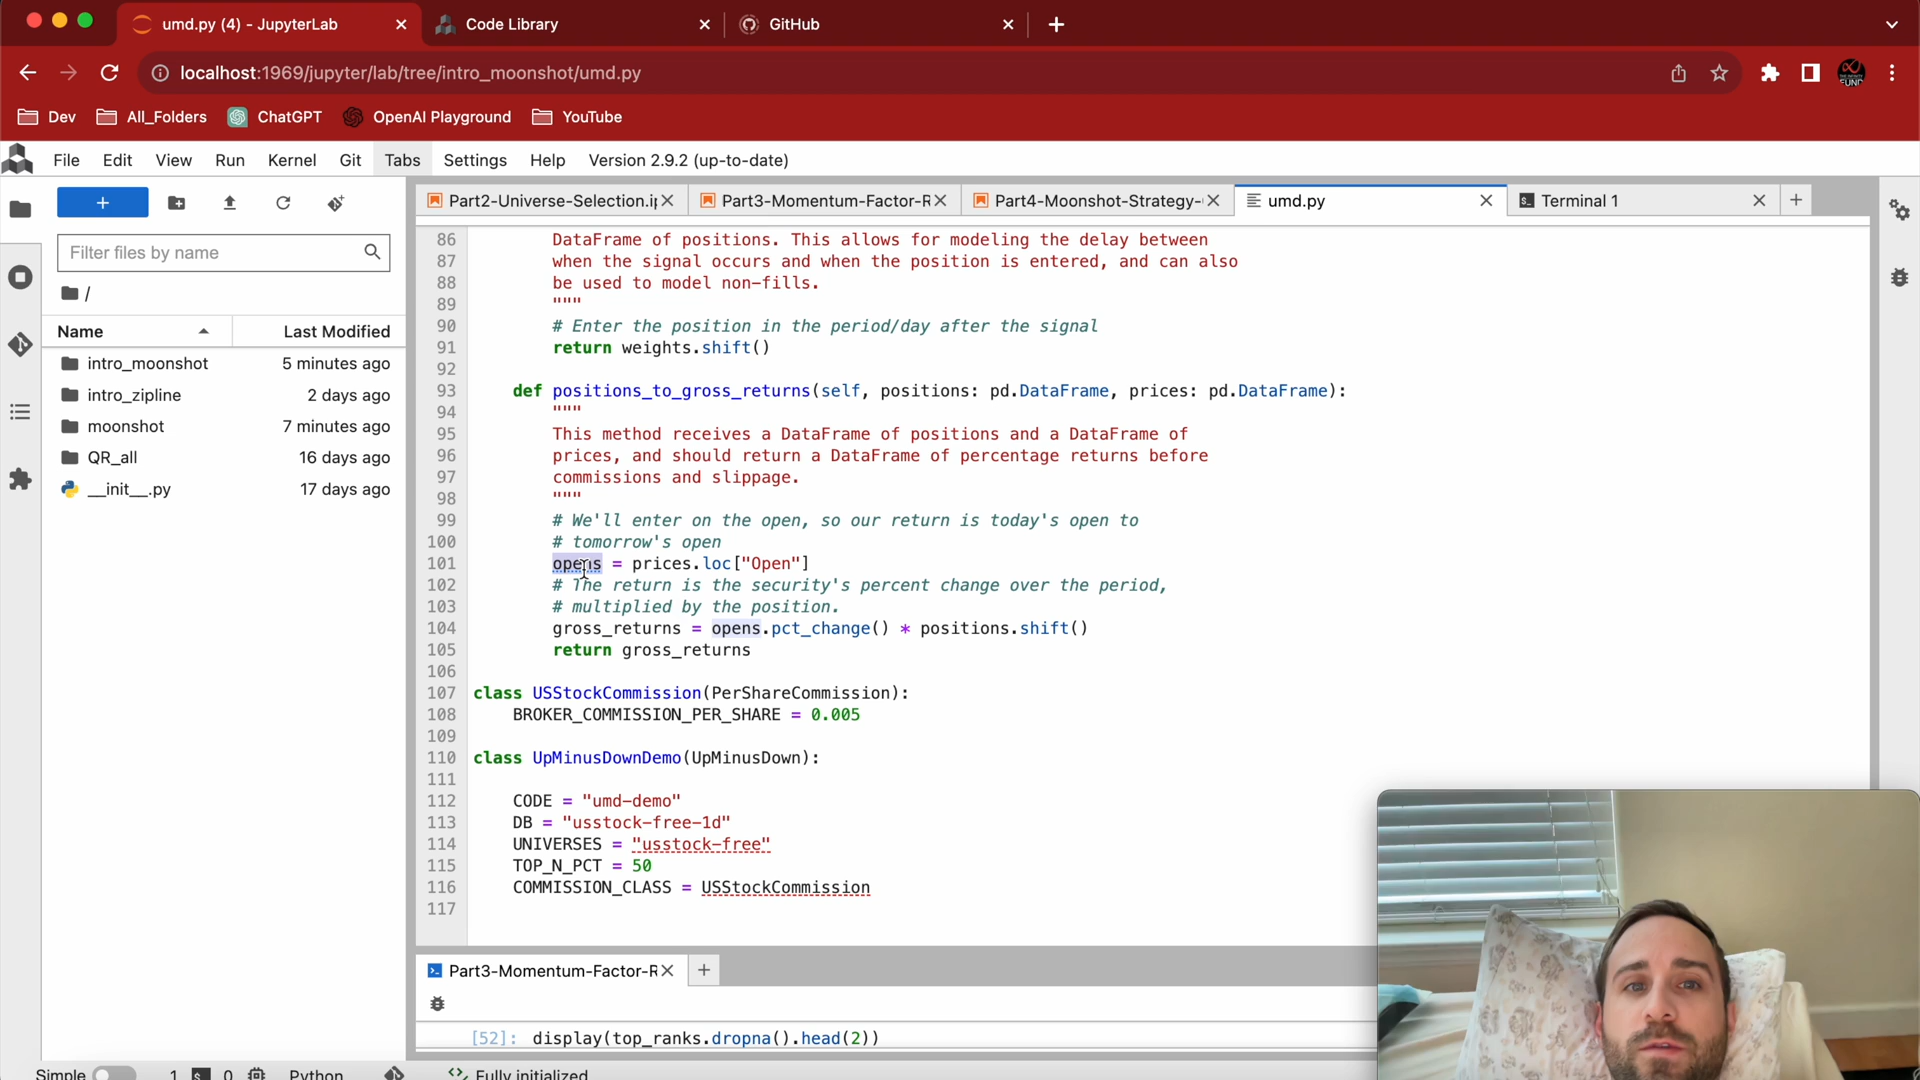 umd.py (4) - JupyterLab
Code Library
GitHub
localhost:1969/jupyter/lab/tree/intro_moonshot/umd.py
Dev
All_Folders
ChatGPT
OpenAI Playground
YouTube
File Edit View Run Kernel Git Tabs Settings Help Version 2.9.2 (up-to-date)
Part2-Universe-Selection.i
Part3-Momentum-Factor-R
Part4-Moonshot-Strategy-
umd.py
Terminal 1
Filter files by name
/
Name Last Modified
intro_moonshot 5 minutes ago
intro_zipline 2 days ago
moonshot 7 minutes ago
QR_all 16 days ago
__init__.py 17 days ago
86 DataFrame of positions. This allows for modeling the delay between
87 when the signal occurs and when the position is entered, and can also
88 be used to model non-fills.
89 """
90 # Enter the position in the period/day after the signal
91 return weights.shift()
92
93 def positions_to_gross_returns(self, positions: pd.DataFrame, prices: pd.DataFrame):
94 """
95 This method receives a DataFrame of positions and a DataFrame of
96 prices, and should return a DataFrame of percentage returns before
97 commissions and slippage.
98 """
99 # We'll enter on the open, so our return is today's open to
100 # tomorrow's open
101 opens = prices.loc["Open"]
102 # The return is the security's percent change over the period,
103 # multiplied by the position.
104 gross_returns = opens.pct_change() * positions.shift()
105 return gross_returns
106
107 class USStockCommission(PerShareCommission):
108 BROKER_COMMISSION_PER_SHARE = 0.005
109
110 class UpMinusDownDemo(UpMinusDown):
111
112 CODE = "umd-demo"
113 DB = "usstock-free-1d"
114 UNIVERSES = "usstock-free"
115 TOP_N_PCT = 50
116 COMMISSION_CLASS = USStockCommission
117
Part3-Momentum-Factor-R
[52]: display(top_ranks.dropna().head(2))
Simple 1 0 Python Fully initialized